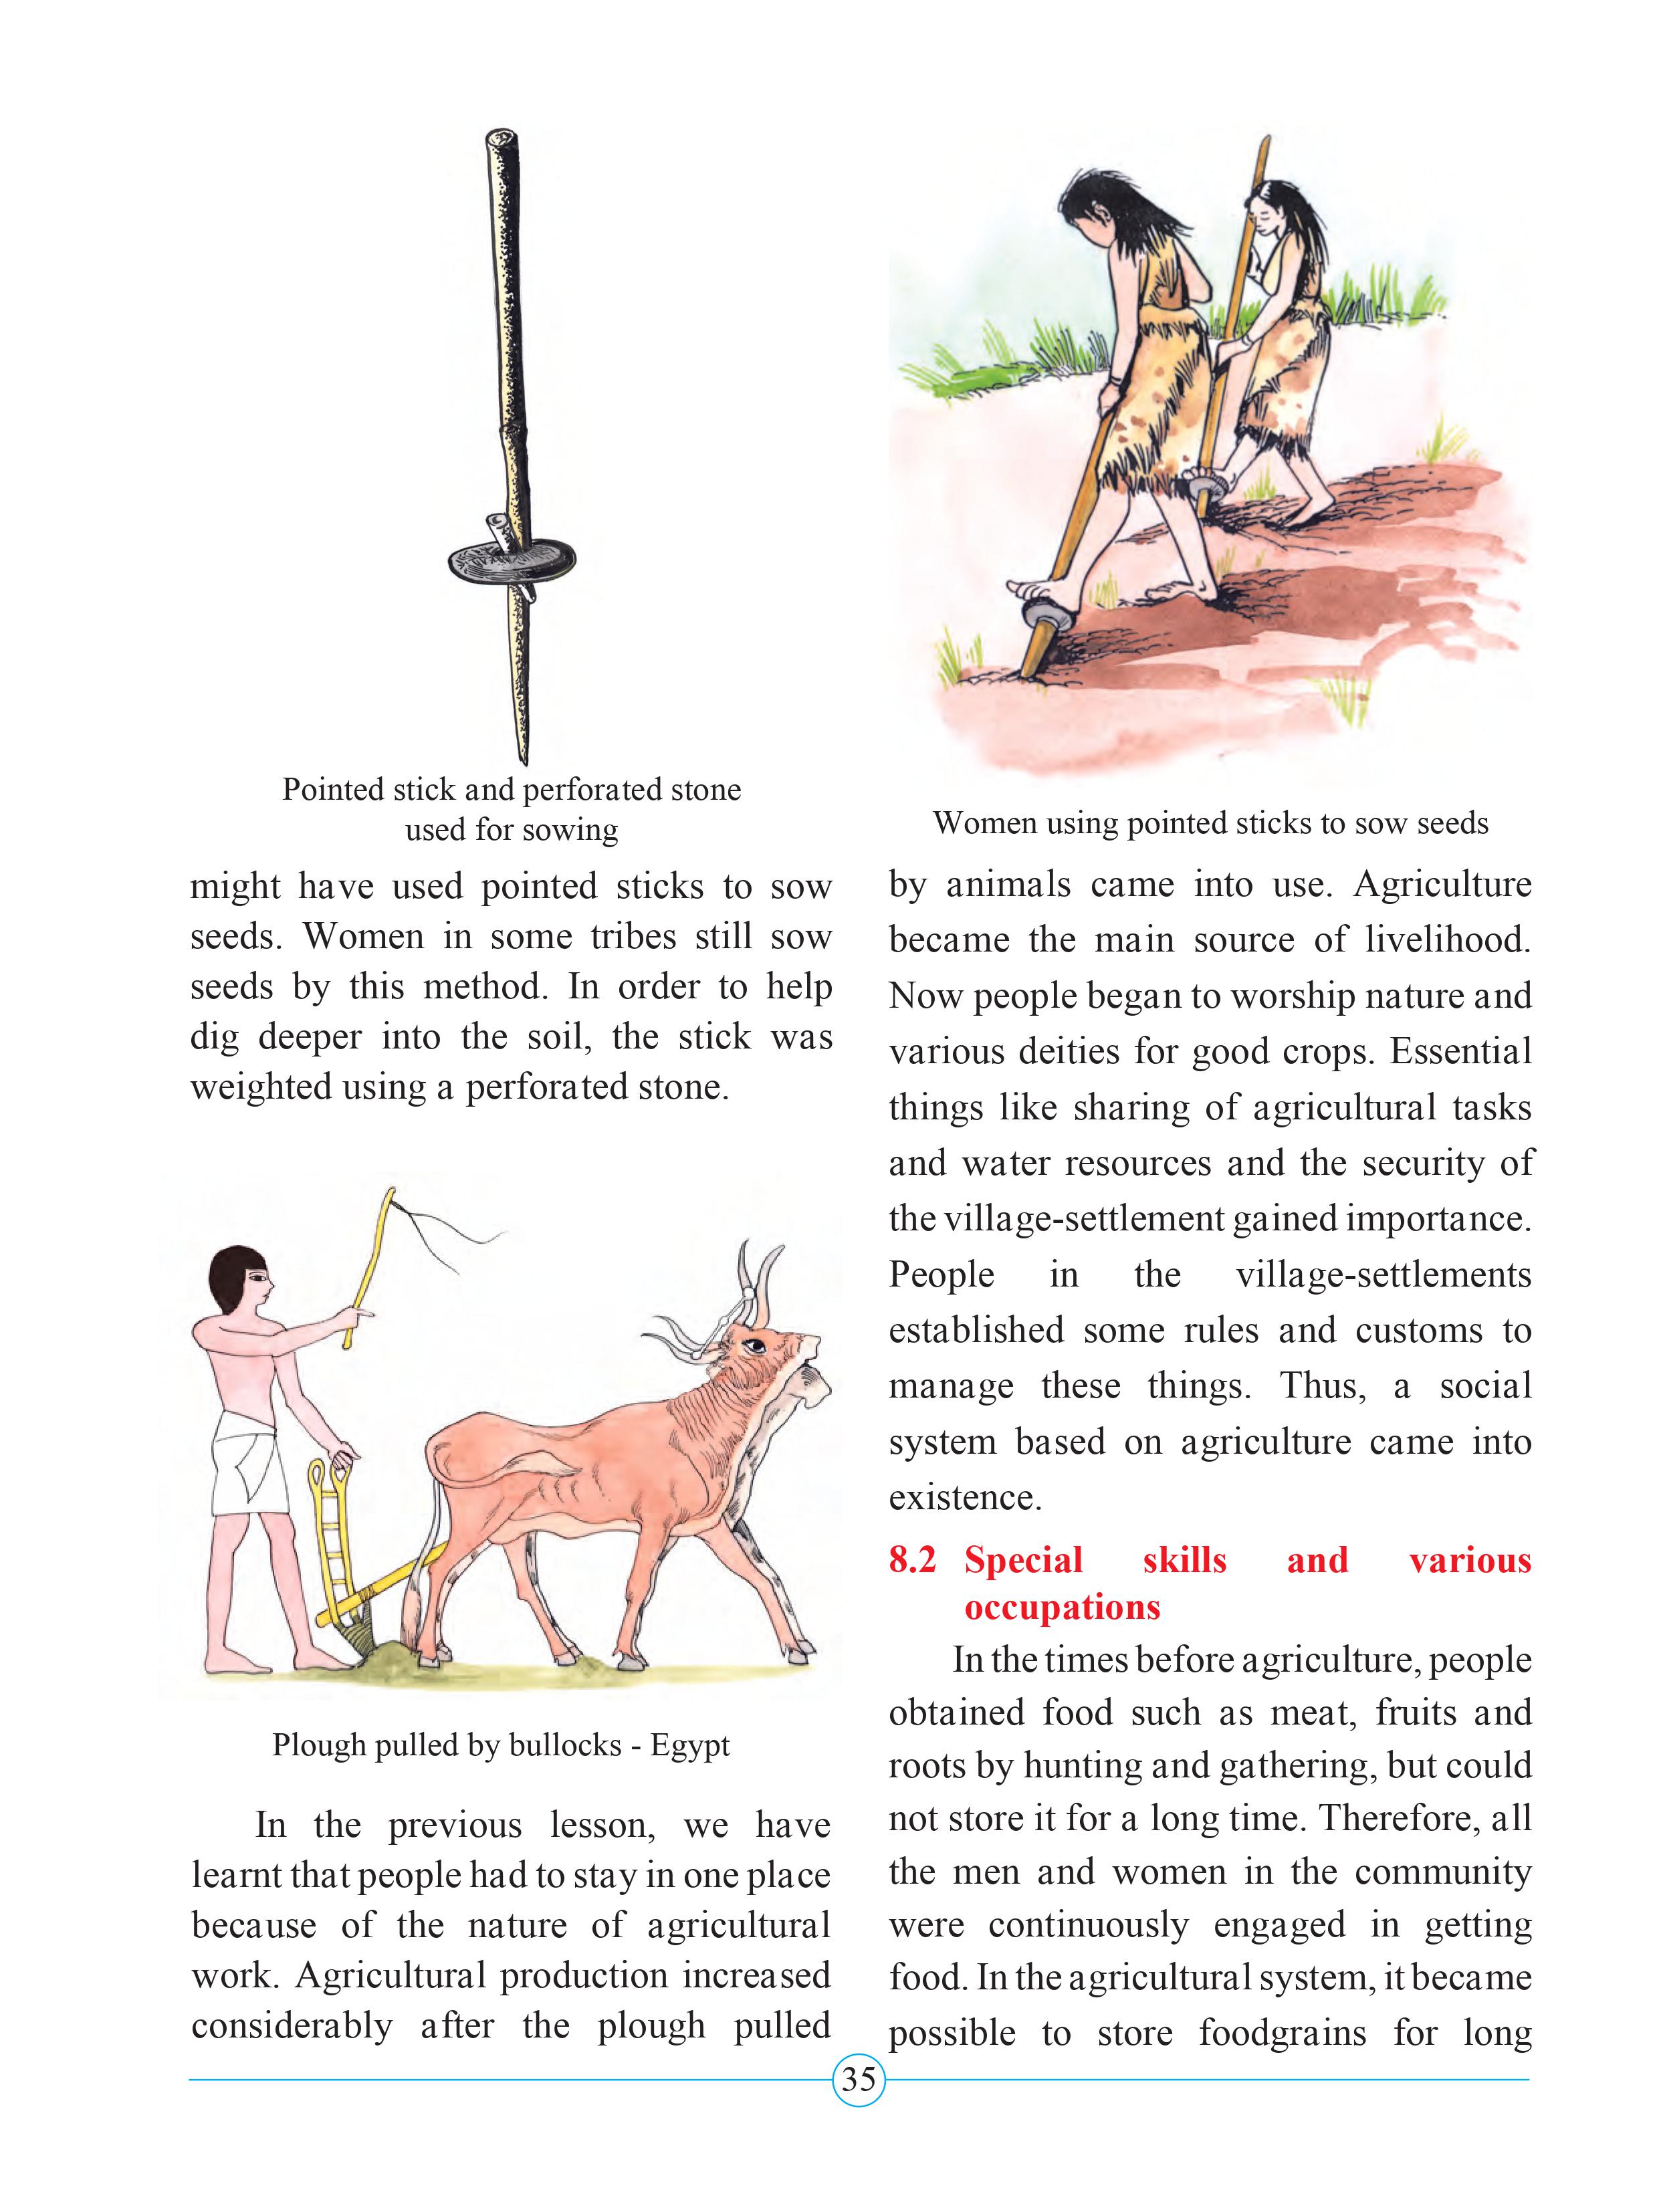 Pointed stick and perforated stone
used for sowing
might have used pointed sticks to sow
seeds. Women in some tribes still sow
seeds by this method. In order to help
dig deeper into the soil, the stick was
weighted using a perforated stone.
Plough pulled by bullocks - Egypt
In the previous lesson, we have
learnt that people had to stay in one place
because of the nature of agricultural
work. Agricultural production increased
considerably after the plough pulled
Women using pointed sticks to sow seeds
by animals came into use. Agriculture
became the main source of livelihood.
Now people began to worship nature and
various deities for good crops. Essential
things like sharing of agricultural tasks
and water resources and the security of
the village-settlement gained importance.
People in the village-settlements
established some rules and customs to
manage these things. Thus, a social
system based on agriculture came into
existence.
8.2 Special skills and various
occupations
In the times before agriculture, people
obtained food such as meat, fruits and
roots by hunting and gathering, but could
not store it for a long time. Therefore, all
the men and women in the community
were continuously engaged in getting
food. In the agricultural system, it became
possible to store foodgrains for long
35